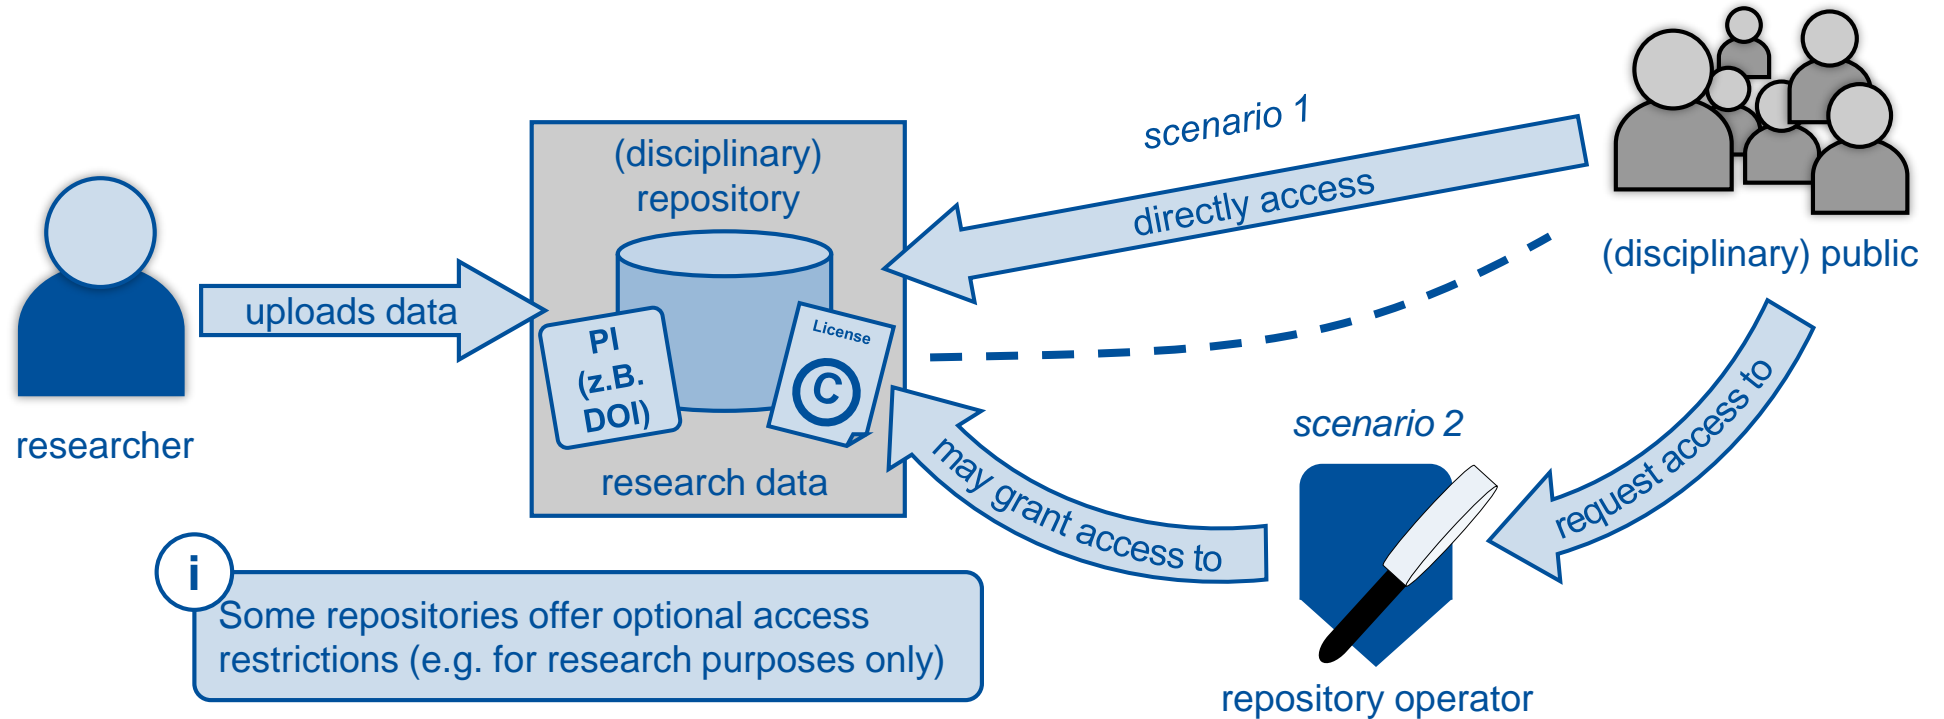 scenario 1
(disciplinary)
repository
directly access
(disciplinary) public
uploads data
PI
(z.B.
DOI)
License
C
researcher
research data
scenario 2
request access to
may grant access to
i
Some repositories offer optional access
restrictions (e.g. for research purposes only)
repository operator